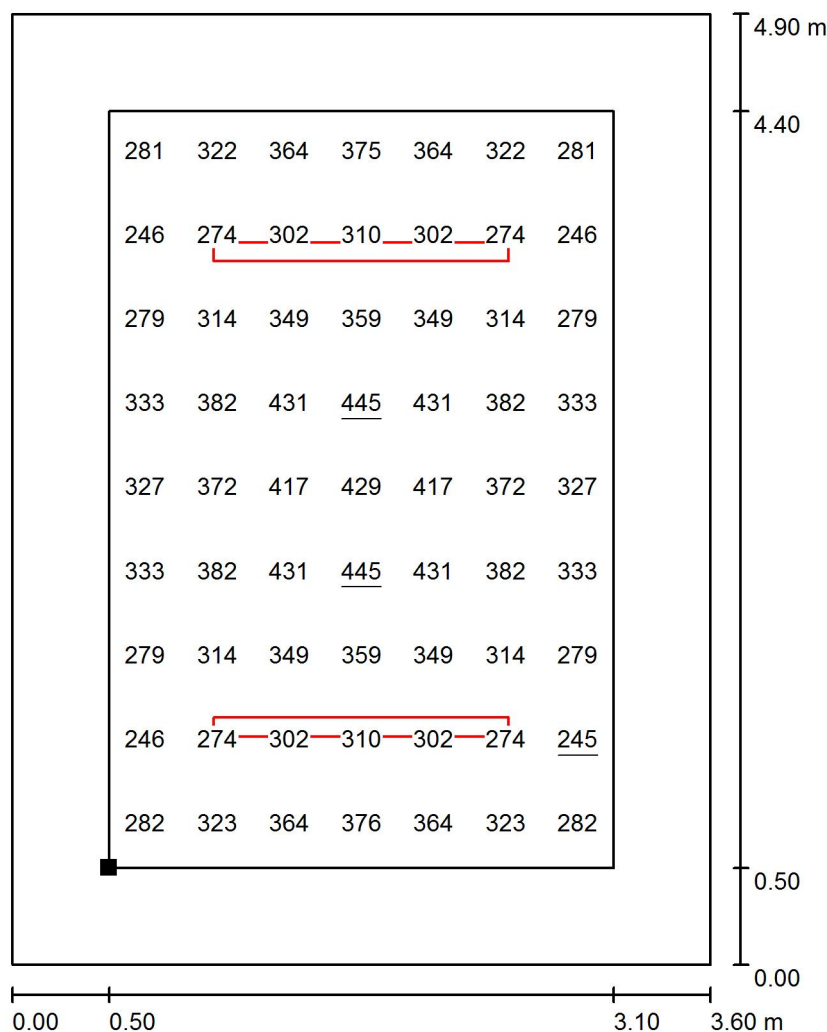 4.90 m
4.40
281 322 364 375 364 322 281
246 274 302 310 302 274 246
279 314 349 359 349 314 279
333 382 431 445 431 382 333
327 372 417 429 417 372 327
333 382 431 445 431 382 333
279 314 349 359 349 314 279
246 274 302 310 302 274 245
282 323 364 376 364 323 282
0.50
0.00
0.00 0.50 3.10 3.60 m